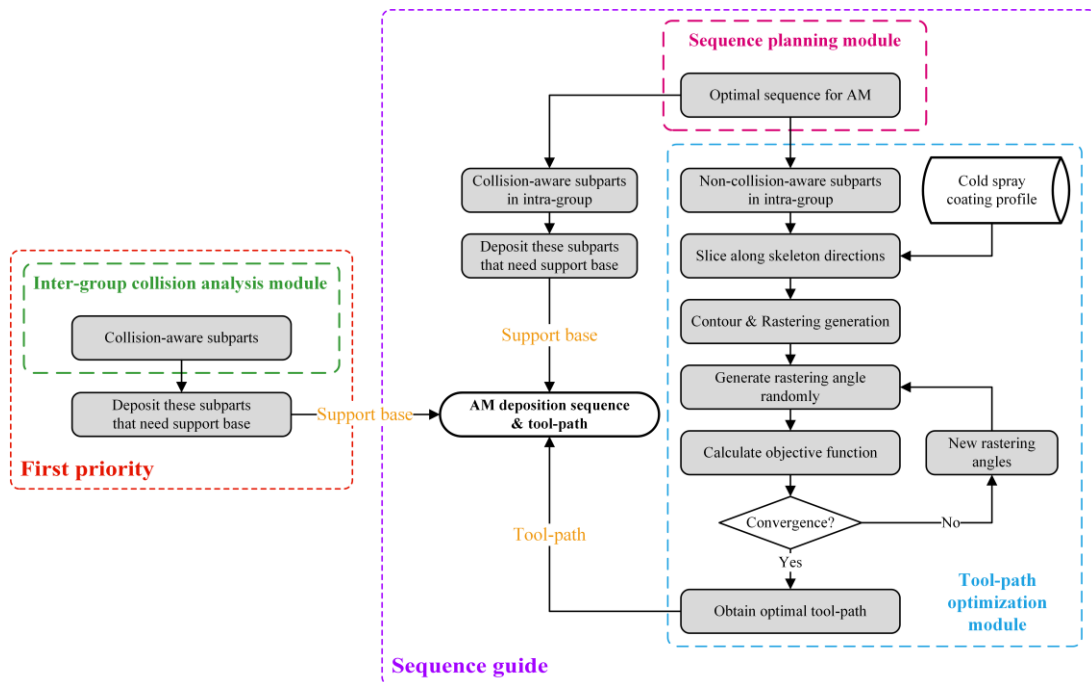 Sequence planning module
Optimal sequence for AM
Collision-aware subparts
in intra-group
Non-collision-aware subparts
in intra-group
Cold spray
coating profile
Deposit these subparts
that need support base
Slice along skeleton directions
Inter-group collision analysis module
Collision-aware subparts
Contour & Rastering generation
Support base
Generate rastering angle
randomly
Deposit these subparts
that need support base
Support base
AM deposition sequence
& tool-path
First priority
Calculate objective function
New rastering
angles
Convergence?
No
Tool-path
Yes
Obtain optimal tool-path
Tool-path
optimization
module
Sequence guide